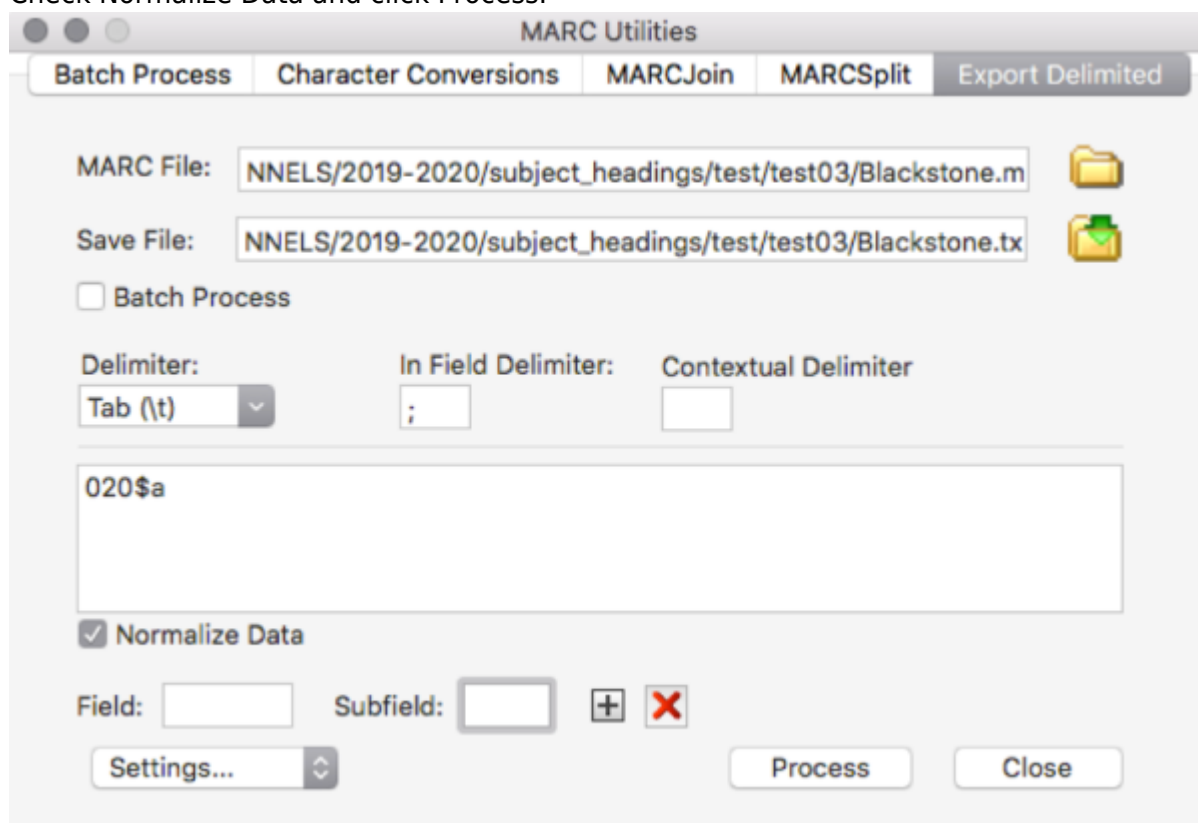 Check Normalize Data and click Process.
MARC Utilities
Batch Process Character Conversions MARCJoin MARCSplit Export Delimited
MARC File: NNELS/2019-2020/subject_headings/test/test03/Blackstone.m
Save File: NNELS/2019-2020/subject_headings/test/test03/Blackstone.tx
Batch Process
Delimiter: In Field Delimiter: Contextual Delimiter
Tab (\t) ;
020$a
Normalize Data
Field: Subfield:
Settings... Process Close